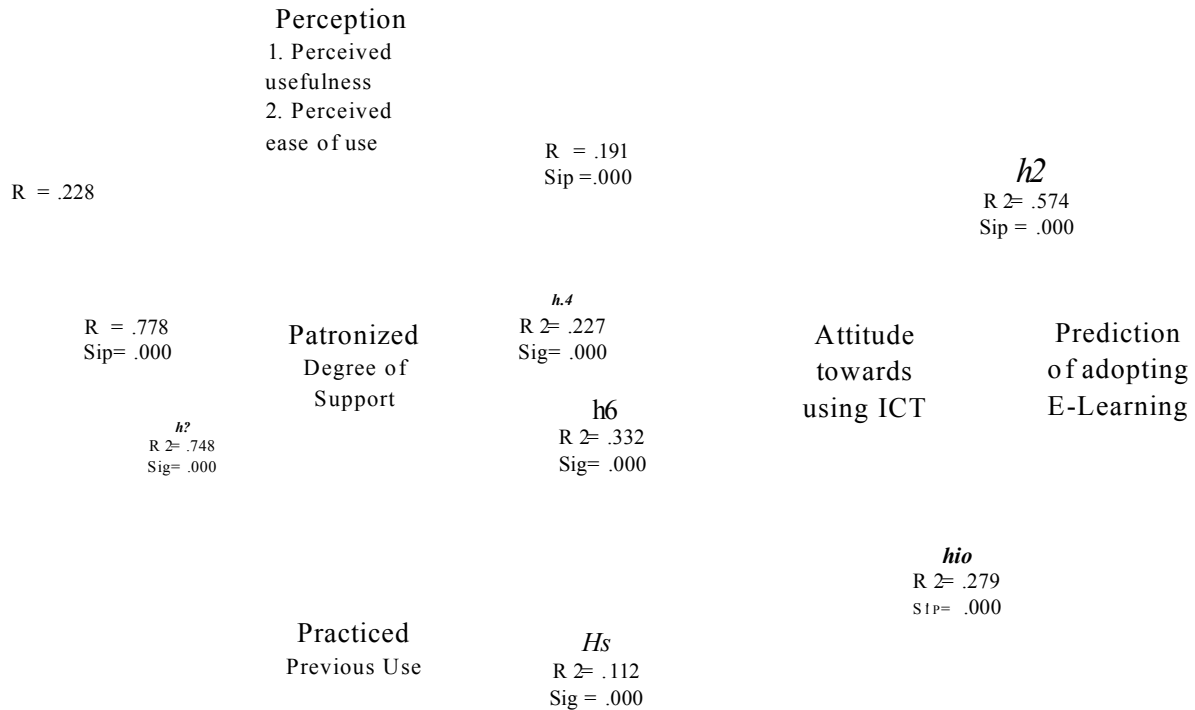 Perception
1. Perceived
usefulness
2. Perceived
ease of use
R = .191
Sip =.000
h2
R 2= .574
Sip = .000
R = .228
R = .778
Sip= .000
Patronized
Degree of
Support
h.4
R 2= .227
Sig= .000
Attitude
towards
using ICT
Prediction
of adopting
E-Learning
h6
R 2= .332
Sig= .000
h?
R 2= .748
Sig= .000
hio
R 2= .279
S1P= .000
Practiced
Previous Use
Hs
R 2= .112
Sig = .000